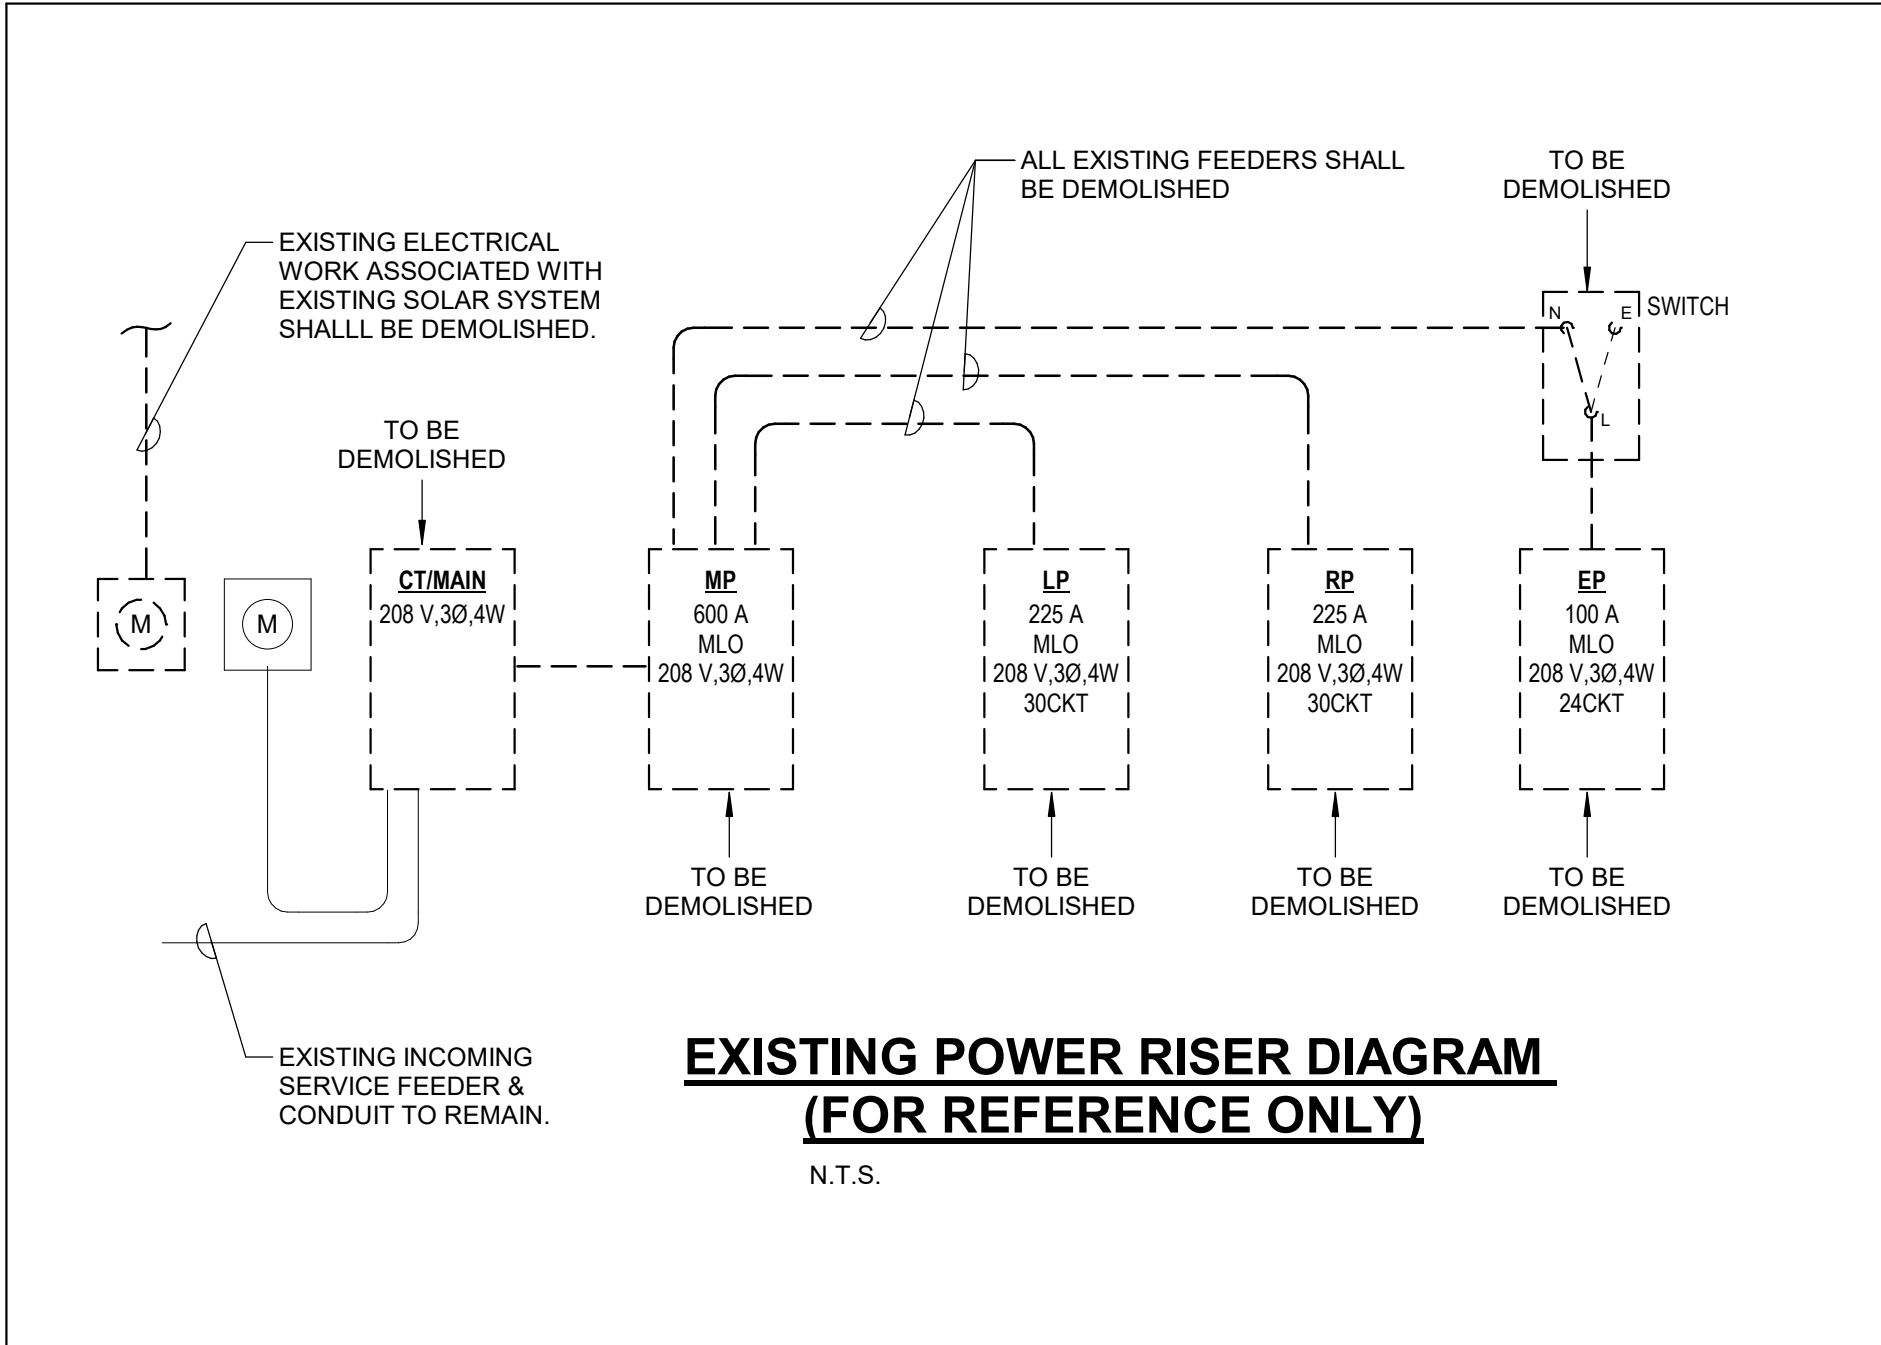 ALL EXISTING FEEDERS SHALL
BE DEMOLISHED
TO BE
DEMOLISHED
EXISTING ELECTRICAL
WORK ASSOCIATED WITH
EXISTING SOLAR SYSTEM
SHALLL BE DEMOLISHED.
N
E
SWITCH
L
TO BE
DEMOLISHED
M
M
CT/MAIN
208 V,3Ø,4W
MP
600 A
MLO
208 V,3Ø,4W
LP
225 A
MLO
208 V,3Ø,4W
30CKT
RP
225 A
MLO
208 V,3Ø,4W
30CKT
EP
100 A
MLO
208 V,3Ø,4W
24CKT
TO BE
DEMOLISHED
TO BE
DEMOLISHED
TO BE
DEMOLISHED
TO BE
DEMOLISHED
EXISTING INCOMING
SERVICE FEEDER &
CONDUIT TO REMAIN.
EXISTING POWER RISER DIAGRAM
(FOR REFERENCE ONLY)
N.T.S.